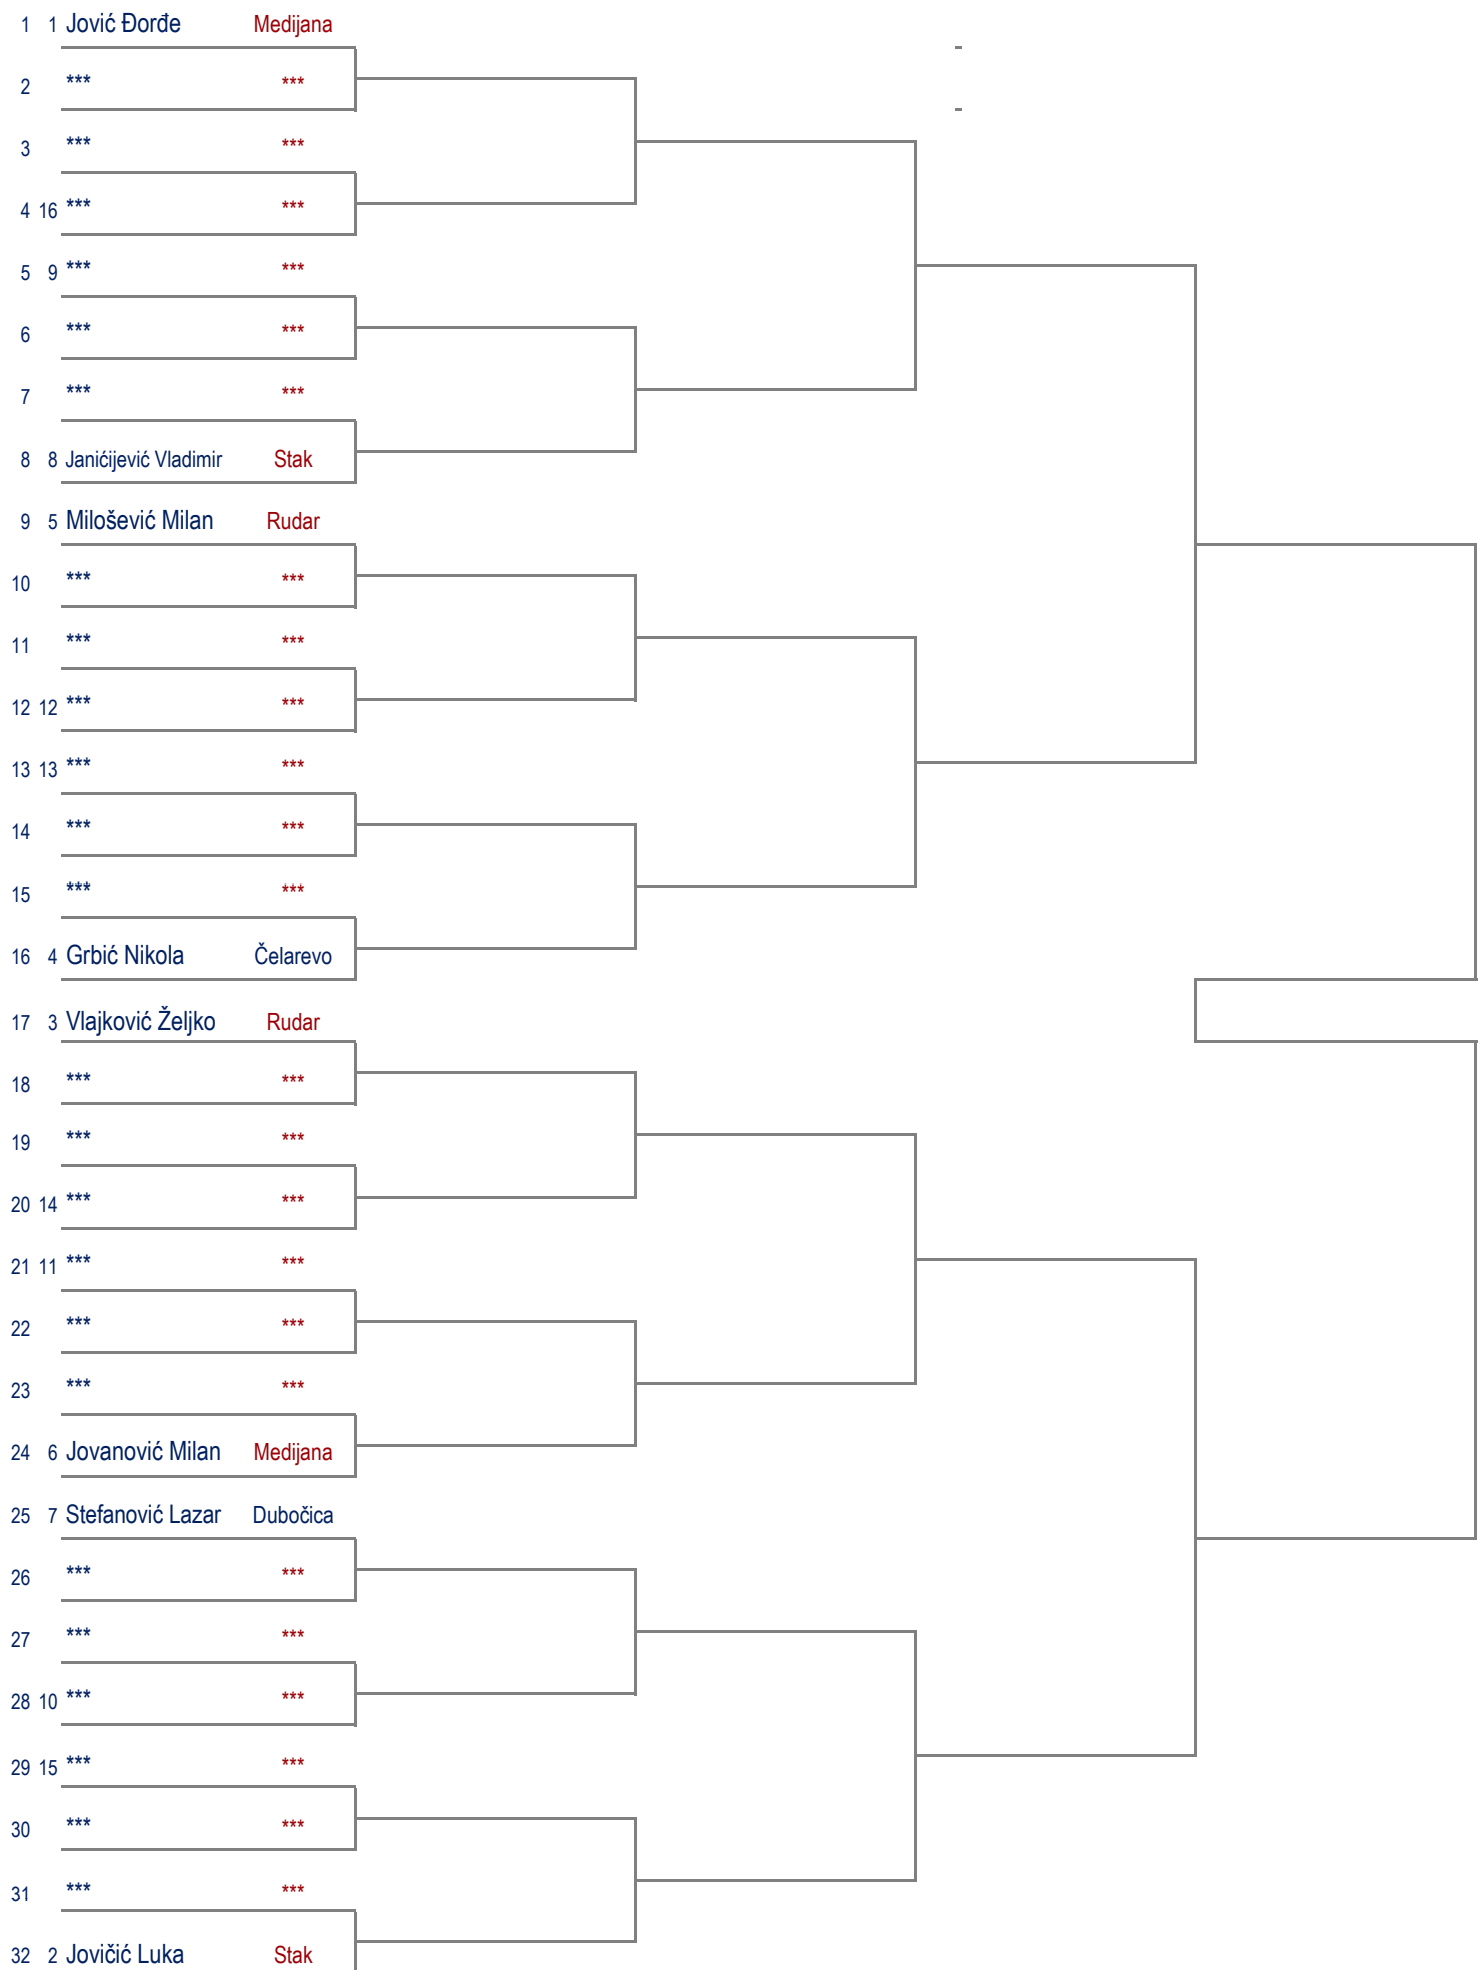 1 1 Jović Đorđe Medijana
2 *** ***
3 *** ***
4 16 *** ***
5 9 *** ***
6 *** ***
7 *** ***
8 8 Janićijević Vladimir Stak
9 5 Milošević Milan Rudar
10 *** ***
11 *** ***
12 12 *** ***
13 13 *** ***
14 *** ***
15 *** ***
16 4 Grbić Nikola Čelarevo
17 3 Vlajković Željko Rudar
18 *** ***
19 *** ***
20 14 *** ***
21 11 *** ***
22 *** ***
23 *** ***
24 6 Jovanović Milan Medijana
25 7 Stefanović Lazar Dubočica
26 *** ***
27 *** ***
28 10 *** ***
29 15 *** ***
30 *** ***
31 *** ***
32 2 Jovičić Luka Stak